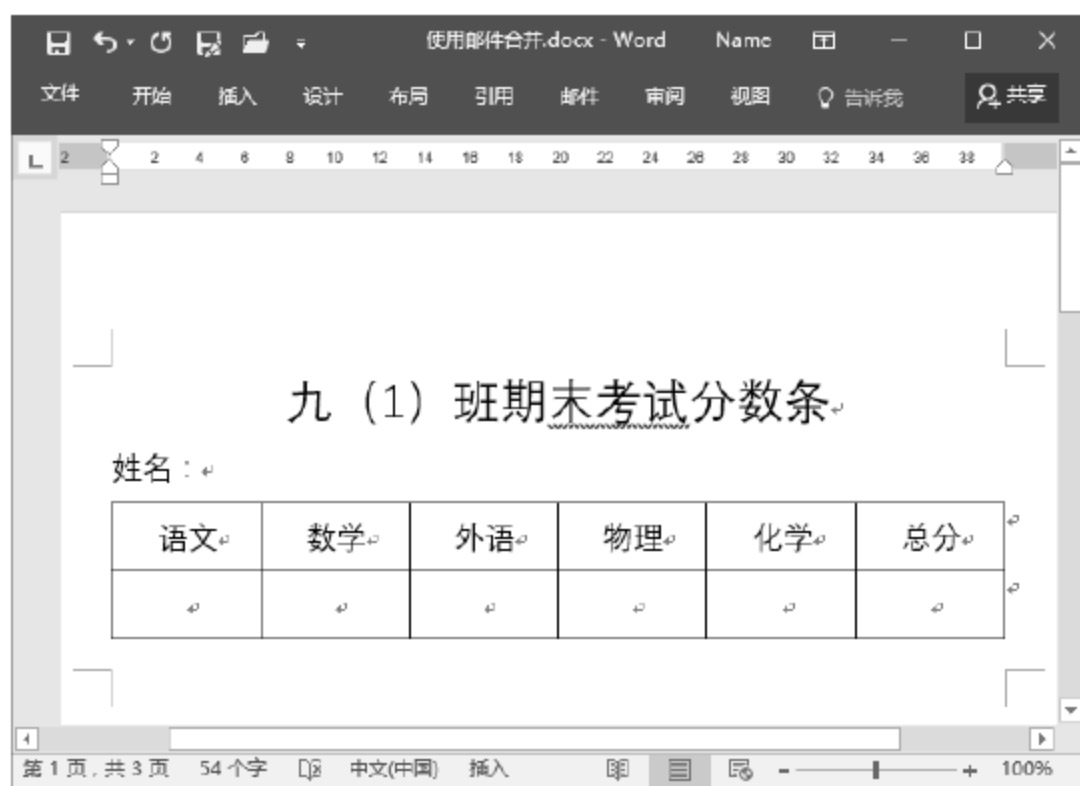 使用邮件合并.docx - Word Name
文件 开始 插入 设计 布局 引用 邮件 审阅 视图 告诉我 共享
L 2 2 4 6 8 10 12 14 16 18 20 22 24 26 28 30 32 34 36 38
九（1）班期末考试分数条
姓名：
语文 数学 外语 物理 化学 总分
第 1 页，共 3 页 54 个字 中文(中国) 插入 100%